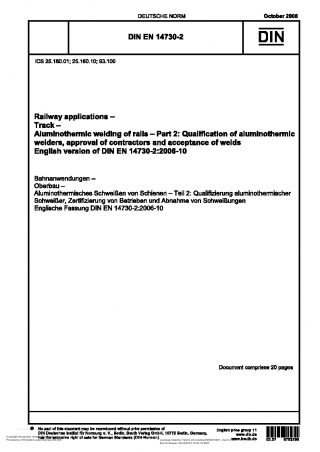 DEUTSCHE NORM
October 2006
DIN EN 14730-2
DIN
ICS 25.160.01; 25.160.10; 93.100
Railway applications –
Track –
Aluminothermic welding of rails – Part 2: Qualification of aluminothermic
welders, approval of contractors and acceptance of welds
English version of DIN EN 14730-2:2006-10
Bahnanwendungen –
Oberbau –
Aluminothermisches Schweißen von Schienen – Teil 2: Qualifizierung aluminothermischer
Schweißer, Zertifizierung von Betrieben und Abnahme von Schweißungen
Englische Fassung DIN EN 14730-2:2006-10
Document comprises 20 pages
No part of this standard may be reproduced without prior permission of
DIN Deutsches Institut für Normung e. V., Berlin. Beuth Verlag GmbH, 10772 Berlin, Germany,
has the exclusive right of sale for German Standards (DIN-Normen).
English price group 11
www.din.de
www.beuth.de